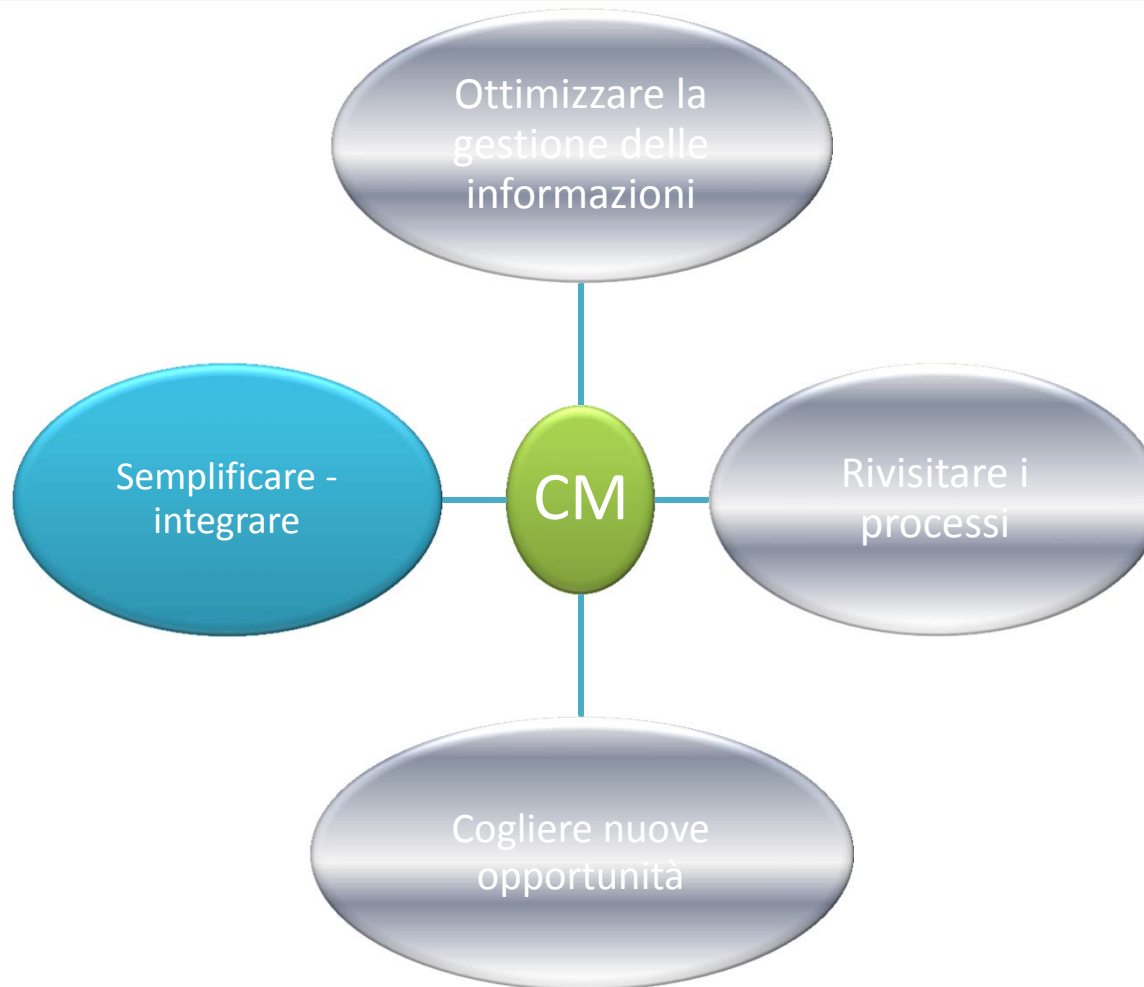 Ottimizzare la
gestione delle
informazioni
Semplificare -
integrare
CM
Rivisitare i
processi
Cogliere nuove
opportunità